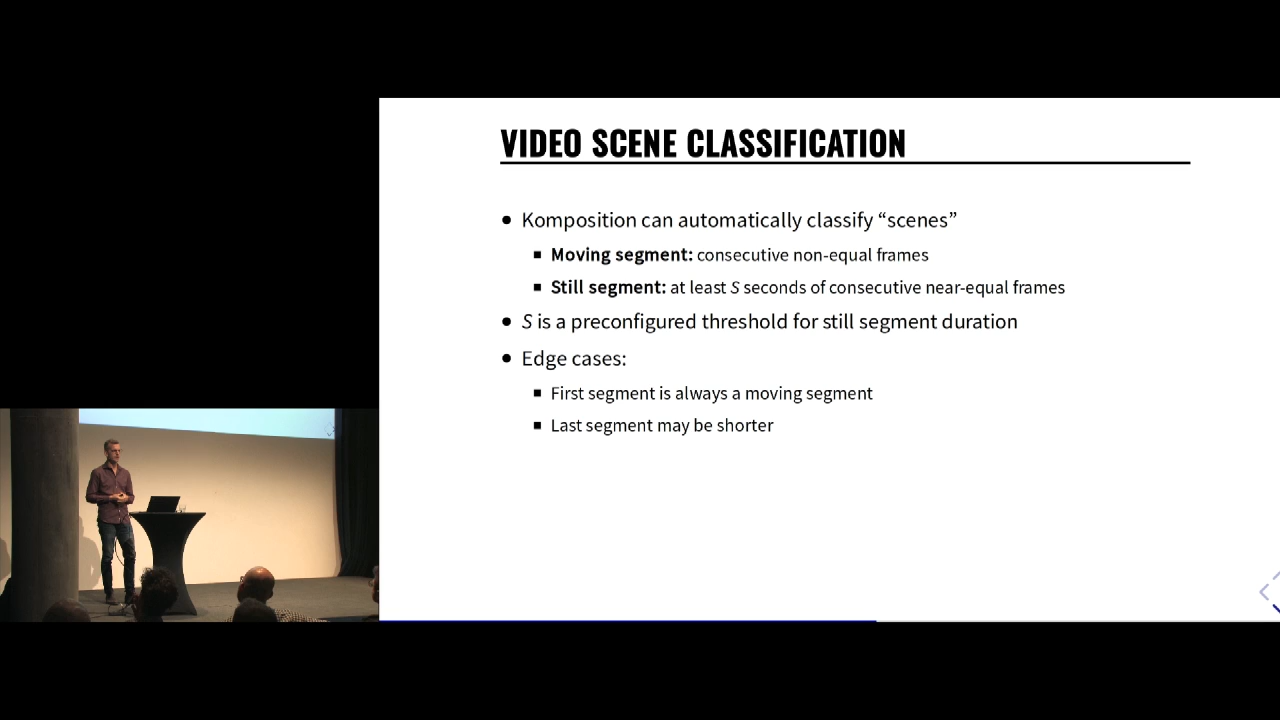 VIDEO SCENE CLASSIFICATION
• Komposition can automatically classify “scenes”
▪ Moving segment: consecutive non-equal frames
▪ Still segment: at least S seconds of consecutive near-equal frames
• S is a preconfigured threshold for still segment duration
• Edge cases:
▪ First segment is always a moving segment
▪ Last segment may be shorter